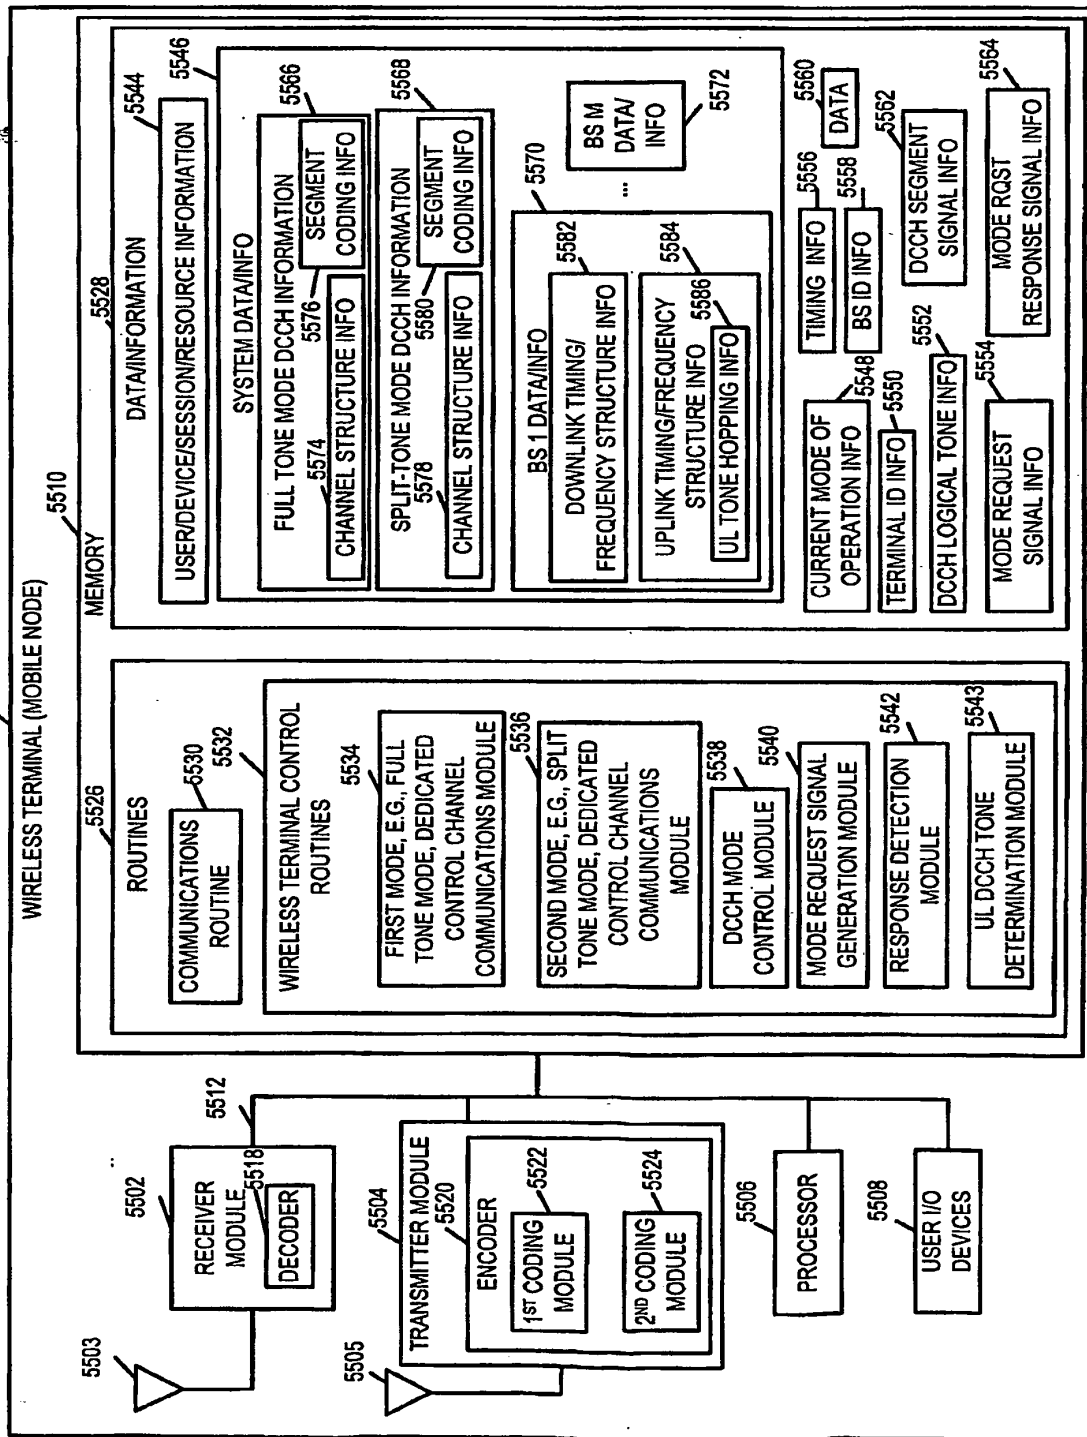 WIRELESS TERMINAL (MOBILE NODE)
5503
5502
RECEIVER
MODULE
5518
DECODER
5512
5505
5504
TRANSMITTER MODULE
5520
ENCODER
5522
1ST CODING
MODULE
5524
2ND CODING
MODULE
5506
PROCESSOR
5508
USER I/O
DEVICES
5510
MEMORY
5526
ROUTINES
5530
COMMUNICATIONS
ROUTINE
5532
WIRELESS TERMINAL CONTROL
ROUTINES
5534
FIRST MODE, E.G., FULL
TONE MODE, DEDICATED
CONTROL CHANNEL
COMMUNICATIONS MODULE
5536
SECOND MODE, E.G., SPLIT
TONE MODE, DEDICATED
CONTROL CHANNEL
COMMUNICATIONS
MODULE
5538
DCCH MODE
CONTROL MODULE
5540
MODE REQUEST SIGNAL
GENERATION MODULE
5542
RESPONSE DETECTION
MODULE
5543
UL DCCH TONE
DETERMINATION MODULE
5528
DATA/INFORMATION
5544
USER/DEVICE/SESSION/RESOURCE INFORMATION
5546
SYSTEM DATA/INFO
5566
FULL TONE MODE DCCH INFORMATION
5574
CHANNEL STRUCTURE INFO
5576
SEGMENT
CODING INFO
5568
SPLIT-TONE MODE DCCH INFORMATION
5578
CHANNEL STRUCTURE INFO
5580
SEGMENT
CODING INFO
5570
BS 1 DATA/INFO
5582
DOWNLINK TIMING/
FREQUENCY STRUCTURE INFO
5584
UPLINK TIMING/FREQUENCY
STRUCTURE INFO
5586
UL TONE HOPPING INFO
...
5572
BS M
DATA/
INFO
5548
CURRENT MODE OF
OPERATION INFO
5550
TERMINAL ID INFO
5552
DCCH LOGICAL TONE INFO
5554
MODE REQUEST
SIGNAL INFO
5556
TIMING INFO
5558
BS ID INFO
5560
DATA
5562
DCCH SEGMENT
SIGNAL INFO
5564
MODE RQST
RESPONSE SIGNAL INFO